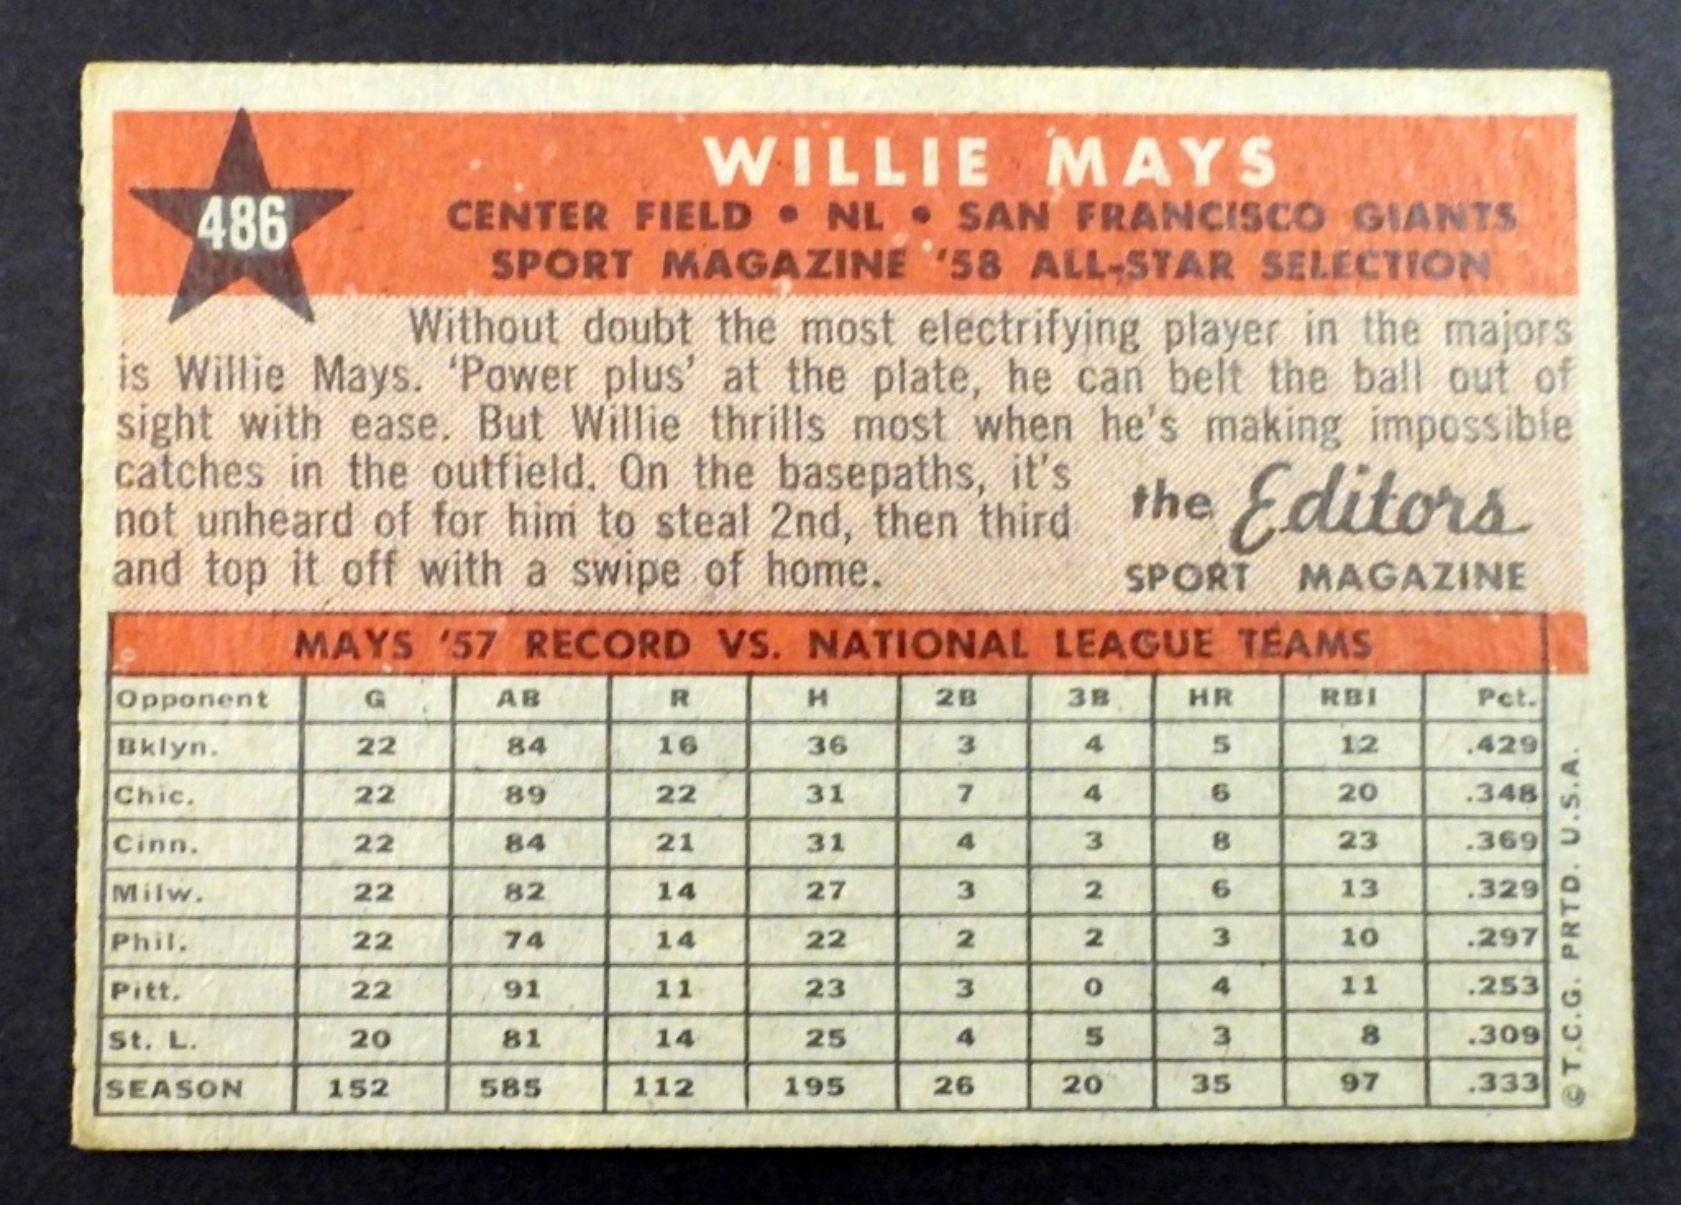 486
WILLIE MAYS
CENTER FIELD • NL • SAN FRANCISCO GIANTS
SPORT MAGAZINE '58 ALL-STAR SELECTION
Without doubt the most electrifying player in the majors
is Willie Mays. 'Power plus' at the plate, he can belt the ball out of
sight with ease. But Willie thrills most when he's making impossible
catches in the outfield. On the basepaths, it's
not unheard of for him to steal 2nd, then third
and top it off with a swipe of home.
the Editors
SPORT MAGAZINE
MAYS '57 RECORD VS. NATIONAL LEAGUE TEAMS
Opponent G AB R H 2B 3B HR RBI Pct.
Bklyn. 22 84 16 36 3 4 5 12 .429
Chic. 22 89 22 31 7 4 6 20 .348
Cinn. 22 84 21 31 4 3 8 23 .369
Milw. 22 82 14 27 3 2 6 13 .329
Phil. 22 74 14 22 2 2 3 10 .297
Pitt. 22 91 11 23 3 0 4 11 .253
St. L. 20 81 14 25 4 5 3 8 .309
SEASON 152 585 112 195 26 20 35 97 .333
© T.C.G. PRTD. U.S.A.